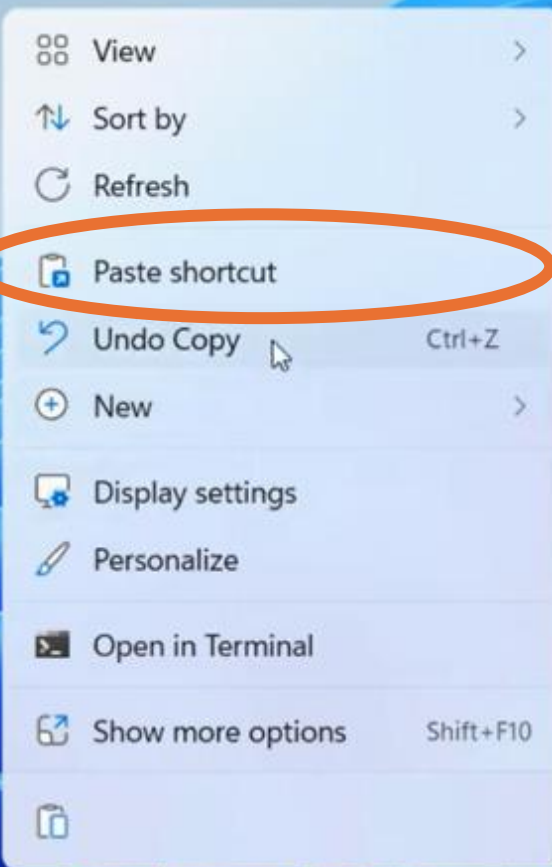 View
Sort by
Refresh
Paste shortcut
Undo Copy Ctrl+Z
New
Display settings
Personalize
Open in Terminal
Show more options Shift+F10